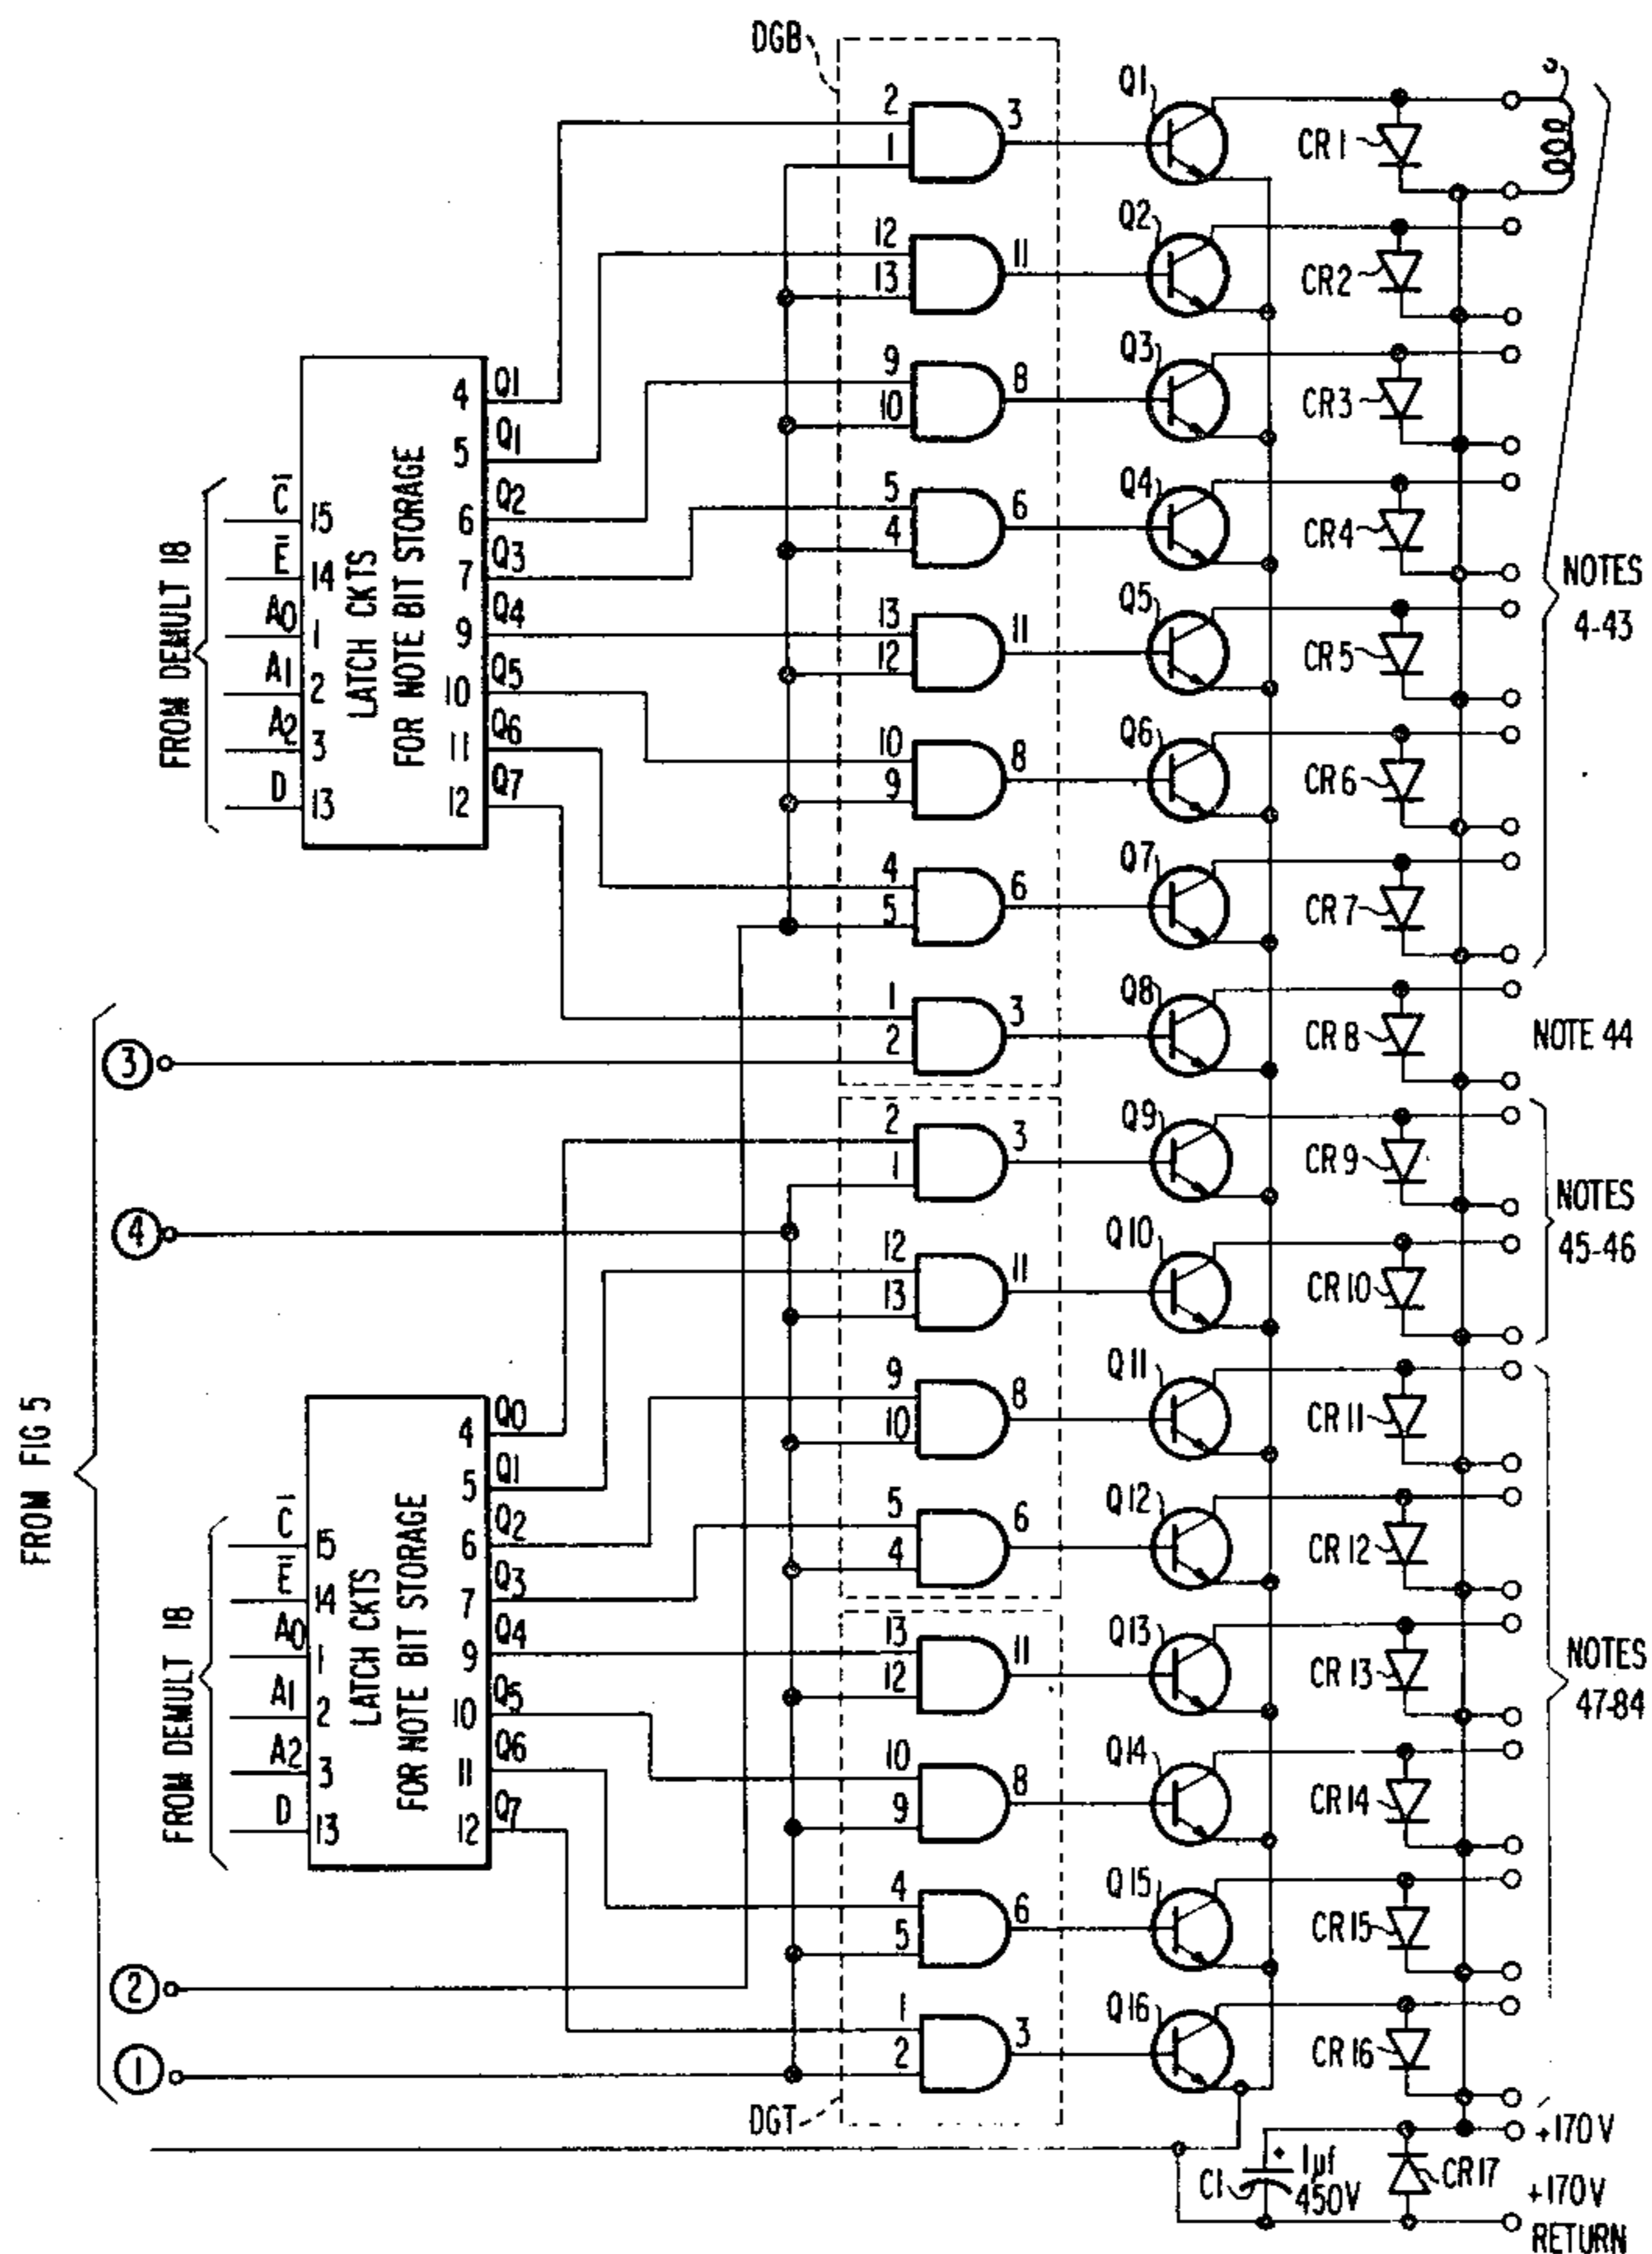 DGB
2
1
3
Q1
CR1
S
12
13
11
Q2
CR2
9
10
8
Q3
CR3
5
4
6
Q4
CR4
13
12
11
Q5
CR5
10
9
8
Q6
CR6
4
5
6
Q7
CR7
1
2
3
Q8
CR8
NOTES
4-43
NOTE 44
FROM DEMULT 18
C̅ 15
E̅ 14
A0 1
A1 2
A2 3
D 13
LATCH CKTS
FOR NOTE BIT STORAGE
4 Q1
5 Q1
6 Q2
7 Q3
9 Q4
10 Q5
11 Q6
12 Q7
FROM FIG 5
3
4
2
1
2
1
3
Q9
CR9
12
13
11
Q10
CR10
NOTES
45-46
9
10
8
Q11
CR11
5
4
6
Q12
CR12
13
12
11
Q13
CR13
10
9
8
Q14
CR14
4
5
6
Q15
CR15
1
2
3
Q16
CR16
NOTES
47-84
FROM DEMULT 18
C̅ 15
E̅ 14
A0 1
A1 2
A2 3
D 13
LATCH CKTS
FOR NOTE BIT STORAGE
4 Q0
5 Q1
6 Q2
7 Q3
9 Q4
10 Q5
11 Q6
12 Q7
DGT
C1
+ 1µf
450V
CR17
+170V
+170V
RETURN